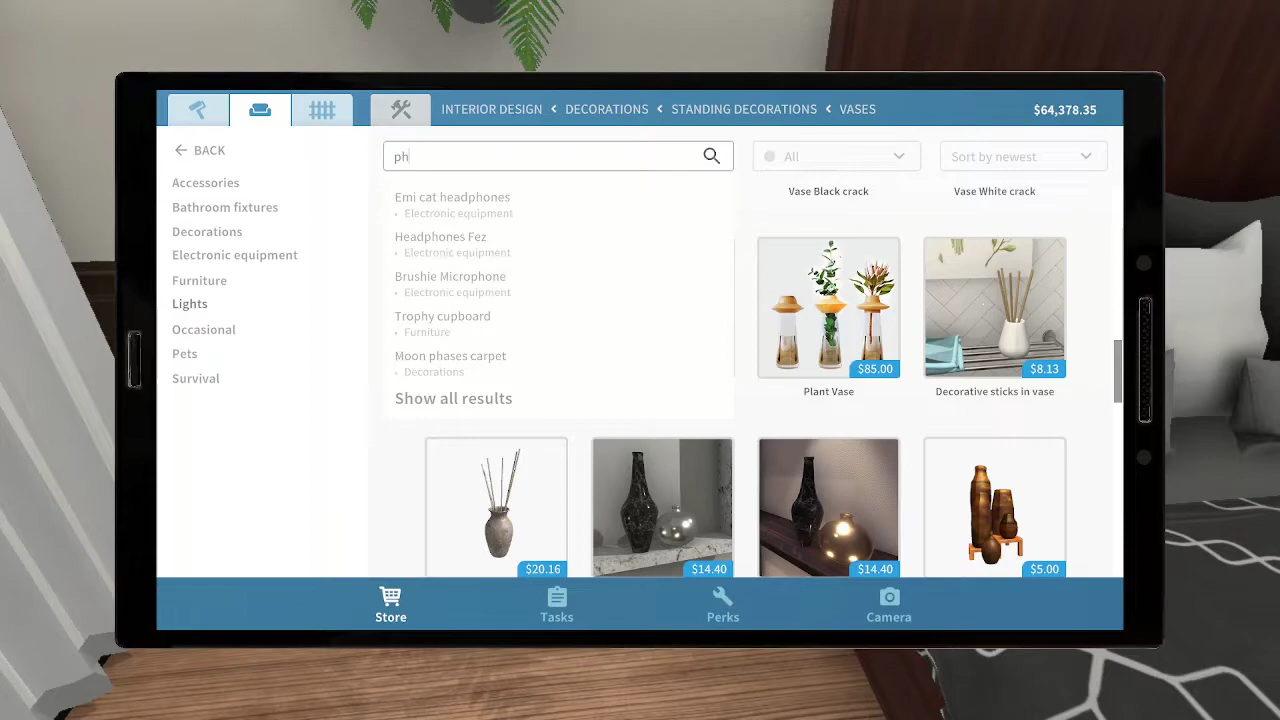 INTERIOR DESIGN < DECORATIONS < STANDING DECORATIONS < VASES
$64,378.35
BACK
Accessories
Bathroom fixtures
Decorations
Electronic equipment
Furniture
Lights
Occasional
Pets
Survival
ph
All
Sort by newest
Emi cat headphones
• Electronic equipment
Headphones Fez
• Electronic equipment
Brushie Microphone
• Electronic equipment
Trophy cupboard
• Furniture
Moon phases carpet
• Decorations
Show all results
Vase Black crack
Vase White crack
$85.00
$8.13
Plant Vase
Decorative sticks in vase
$20.16
$14.40
$14.40
$5.00
Store
Tasks
Perks
Camera